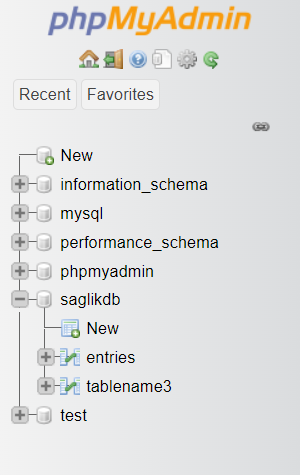 phpMyAdmin
Recent Favorites
New
information_schema
mysql
performance_schema
phpmyadmin
saglikdb
New
entries
tablename3
test